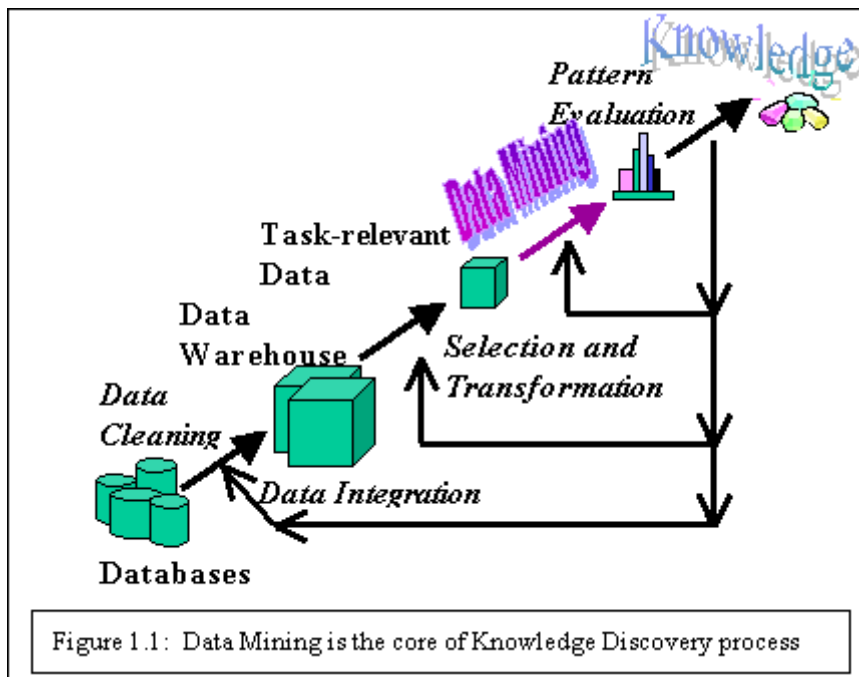 Knowledge
Pattern
Evaluation
Data Mining
Task-relevant
Data
Data
Warehouse
Selection and
Transformation
Data
Cleaning
Data Integration
Databases
Figure 1.1: Data Mining is the core of Knowledge Discovery process